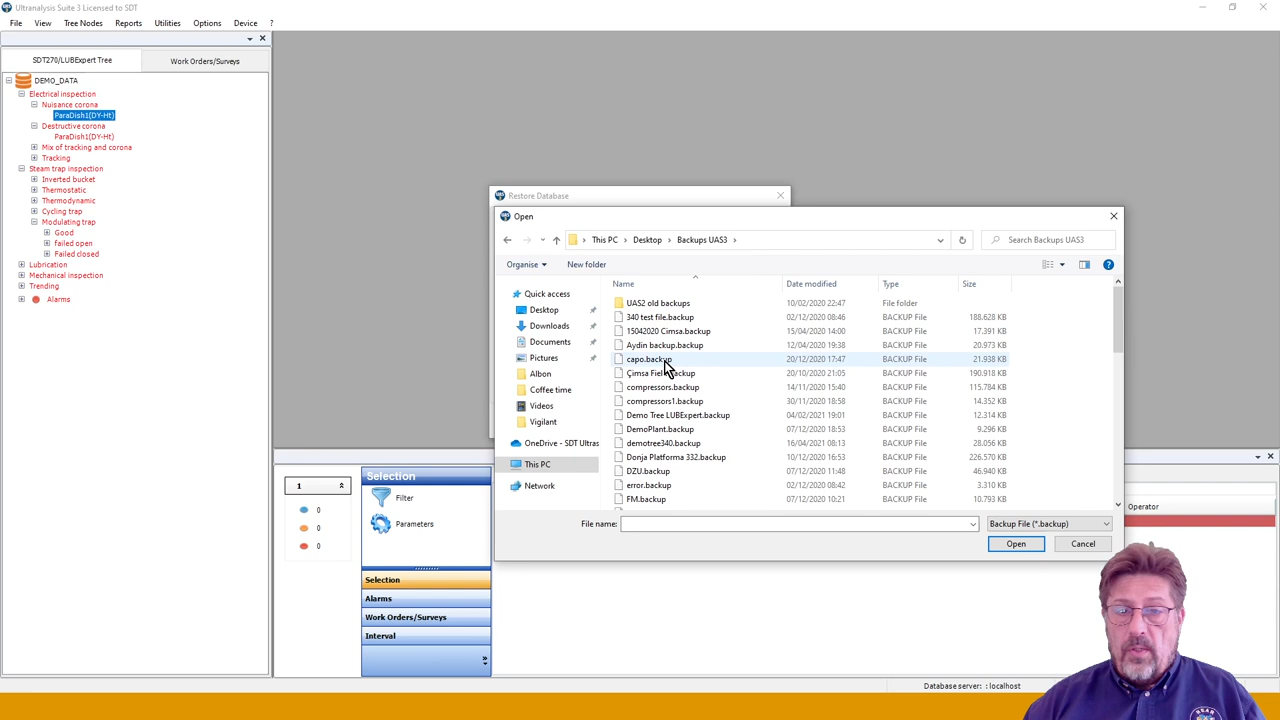 Ultranalysis Suite 3 Licensed to SDT
File View Tree Nodes Reports Utilities Options Device ?
SDT270/LUBExpert Tree Work Orders/Surveys
DEMO_DATA
Electrical inspection
Nuisance corona
ParaDish1(DY-Ht)
Destructive corona
ParaDish1(DY-Ht)
Mix of tracking and corona
Tracking
Steam trap inspection
Inverted bucket
Thermostatic
Thermodynamic
Cycling trap
Modulating trap
Good
failed open
Failed closed
Lubrication
Mechanical inspection
Trending
Alarms
Restore Database
Open
This PC > Desktop > Backups UAS3 >
Search Backups UAS3
Organise New folder
Quick access
Desktop
Downloads
Documents
Pictures
Albon
Coffee time
Videos
Vigilant
OneDrive - SDT Ultras
This PC
Network
Name Date modified Type Size
UAS2 old backups 10/02/2020 22:47 File folder
340 test file.backup 02/12/2020 08:46 BACKUP File 188.628 KB
15042020 Cimsa.backup 15/04/2020 14:00 BACKUP File 17.391 KB
Aydin backup.backup 12/04/2020 19:38 BACKUP File 20.973 KB
capo.backup 20/12/2020 17:47 BACKUP File 21.938 KB
Çimsa Fiel backup 20/10/2020 21:05 BACKUP File 190.918 KB
compressors.backup 14/11/2020 15:40 BACKUP File 115.784 KB
compressors1.backup 30/11/2020 18:58 BACKUP File 14.352 KB
Demo Tree LUBExpert.backup 04/02/2021 19:01 BACKUP File 12.314 KB
DemoPlant.backup 07/12/2020 18:53 BACKUP File 9.296 KB
demotree340.backup 16/04/2021 08:13 BACKUP File 28.056 KB
Donja Platforma 332.backup 10/12/2020 16:53 BACKUP File 226.570 KB
DZU.backup 07/12/2020 11:48 BACKUP File 46.940 KB
error.backup 02/12/2020 08:42 BACKUP File 3.310 KB
FM.backup 07/12/2020 10:21 BACKUP File 10.793 KB
File name: Backup File (*.backup)
Open Cancel
1
0
0
0
Selection
Filter
Parameters
Selection
Alarms
Work Orders/Surveys
Interval
Operator
Database server: : localhost
BEAR